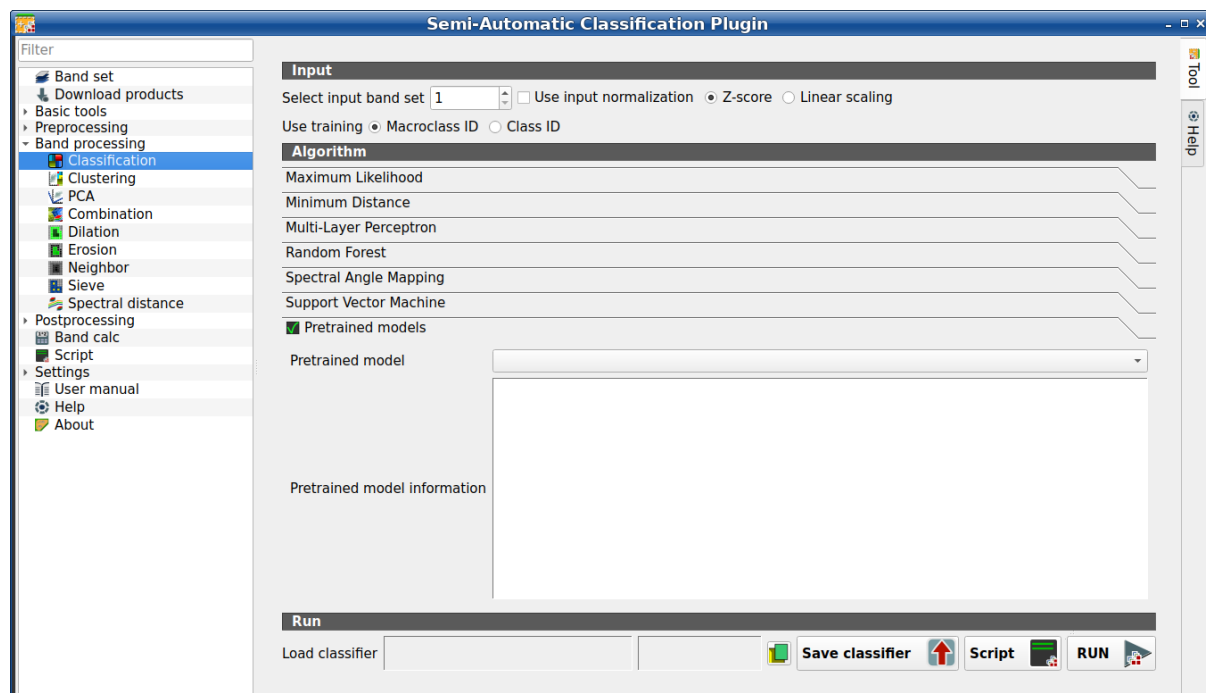 Semi-Automatic Classification Plugin
Filter
Band set
Download products
Basic tools
Preprocessing
Band processing
Classification
Clustering
PCA
Combination
Dilation
Erosion
Neighbor
Sieve
Spectral distance
Postprocessing
Band calc
Script
Settings
User manual
Help
About
Input
Select input band set 1 Use input normalization Z-score Linear scaling
Use training Macroclass ID Class ID
Algorithm
Maximum Likelihood
Minimum Distance
Multi-Layer Perceptron
Random Forest
Spectral Angle Mapping
Support Vector Machine
Pretrained models
Pretrained model
Pretrained model information
Run
Load classifier Save classifier Script RUN
Tool
Help